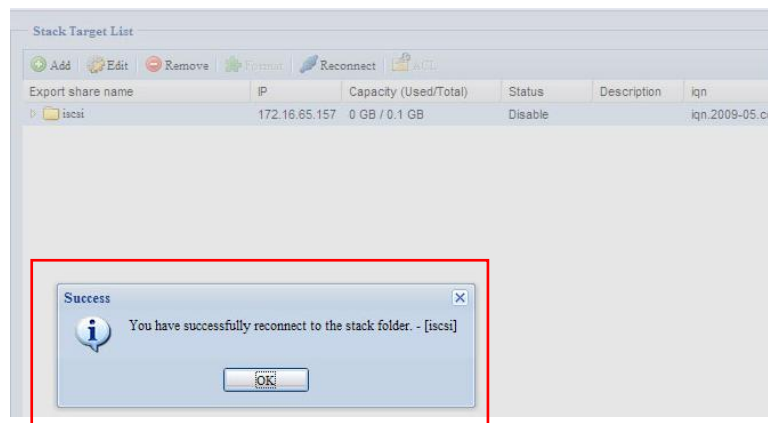 Stack Target List
Add Edit Remove Format Reconnect ACL
Export share name IP Capacity (Used/Total) Status Description iqn
iscsi 172.16.65.157 0 GB / 0.1 GB Disable iqn.2009-05.c
Success
You have successfully reconnect to the stack folder. - [iscsi]
OK